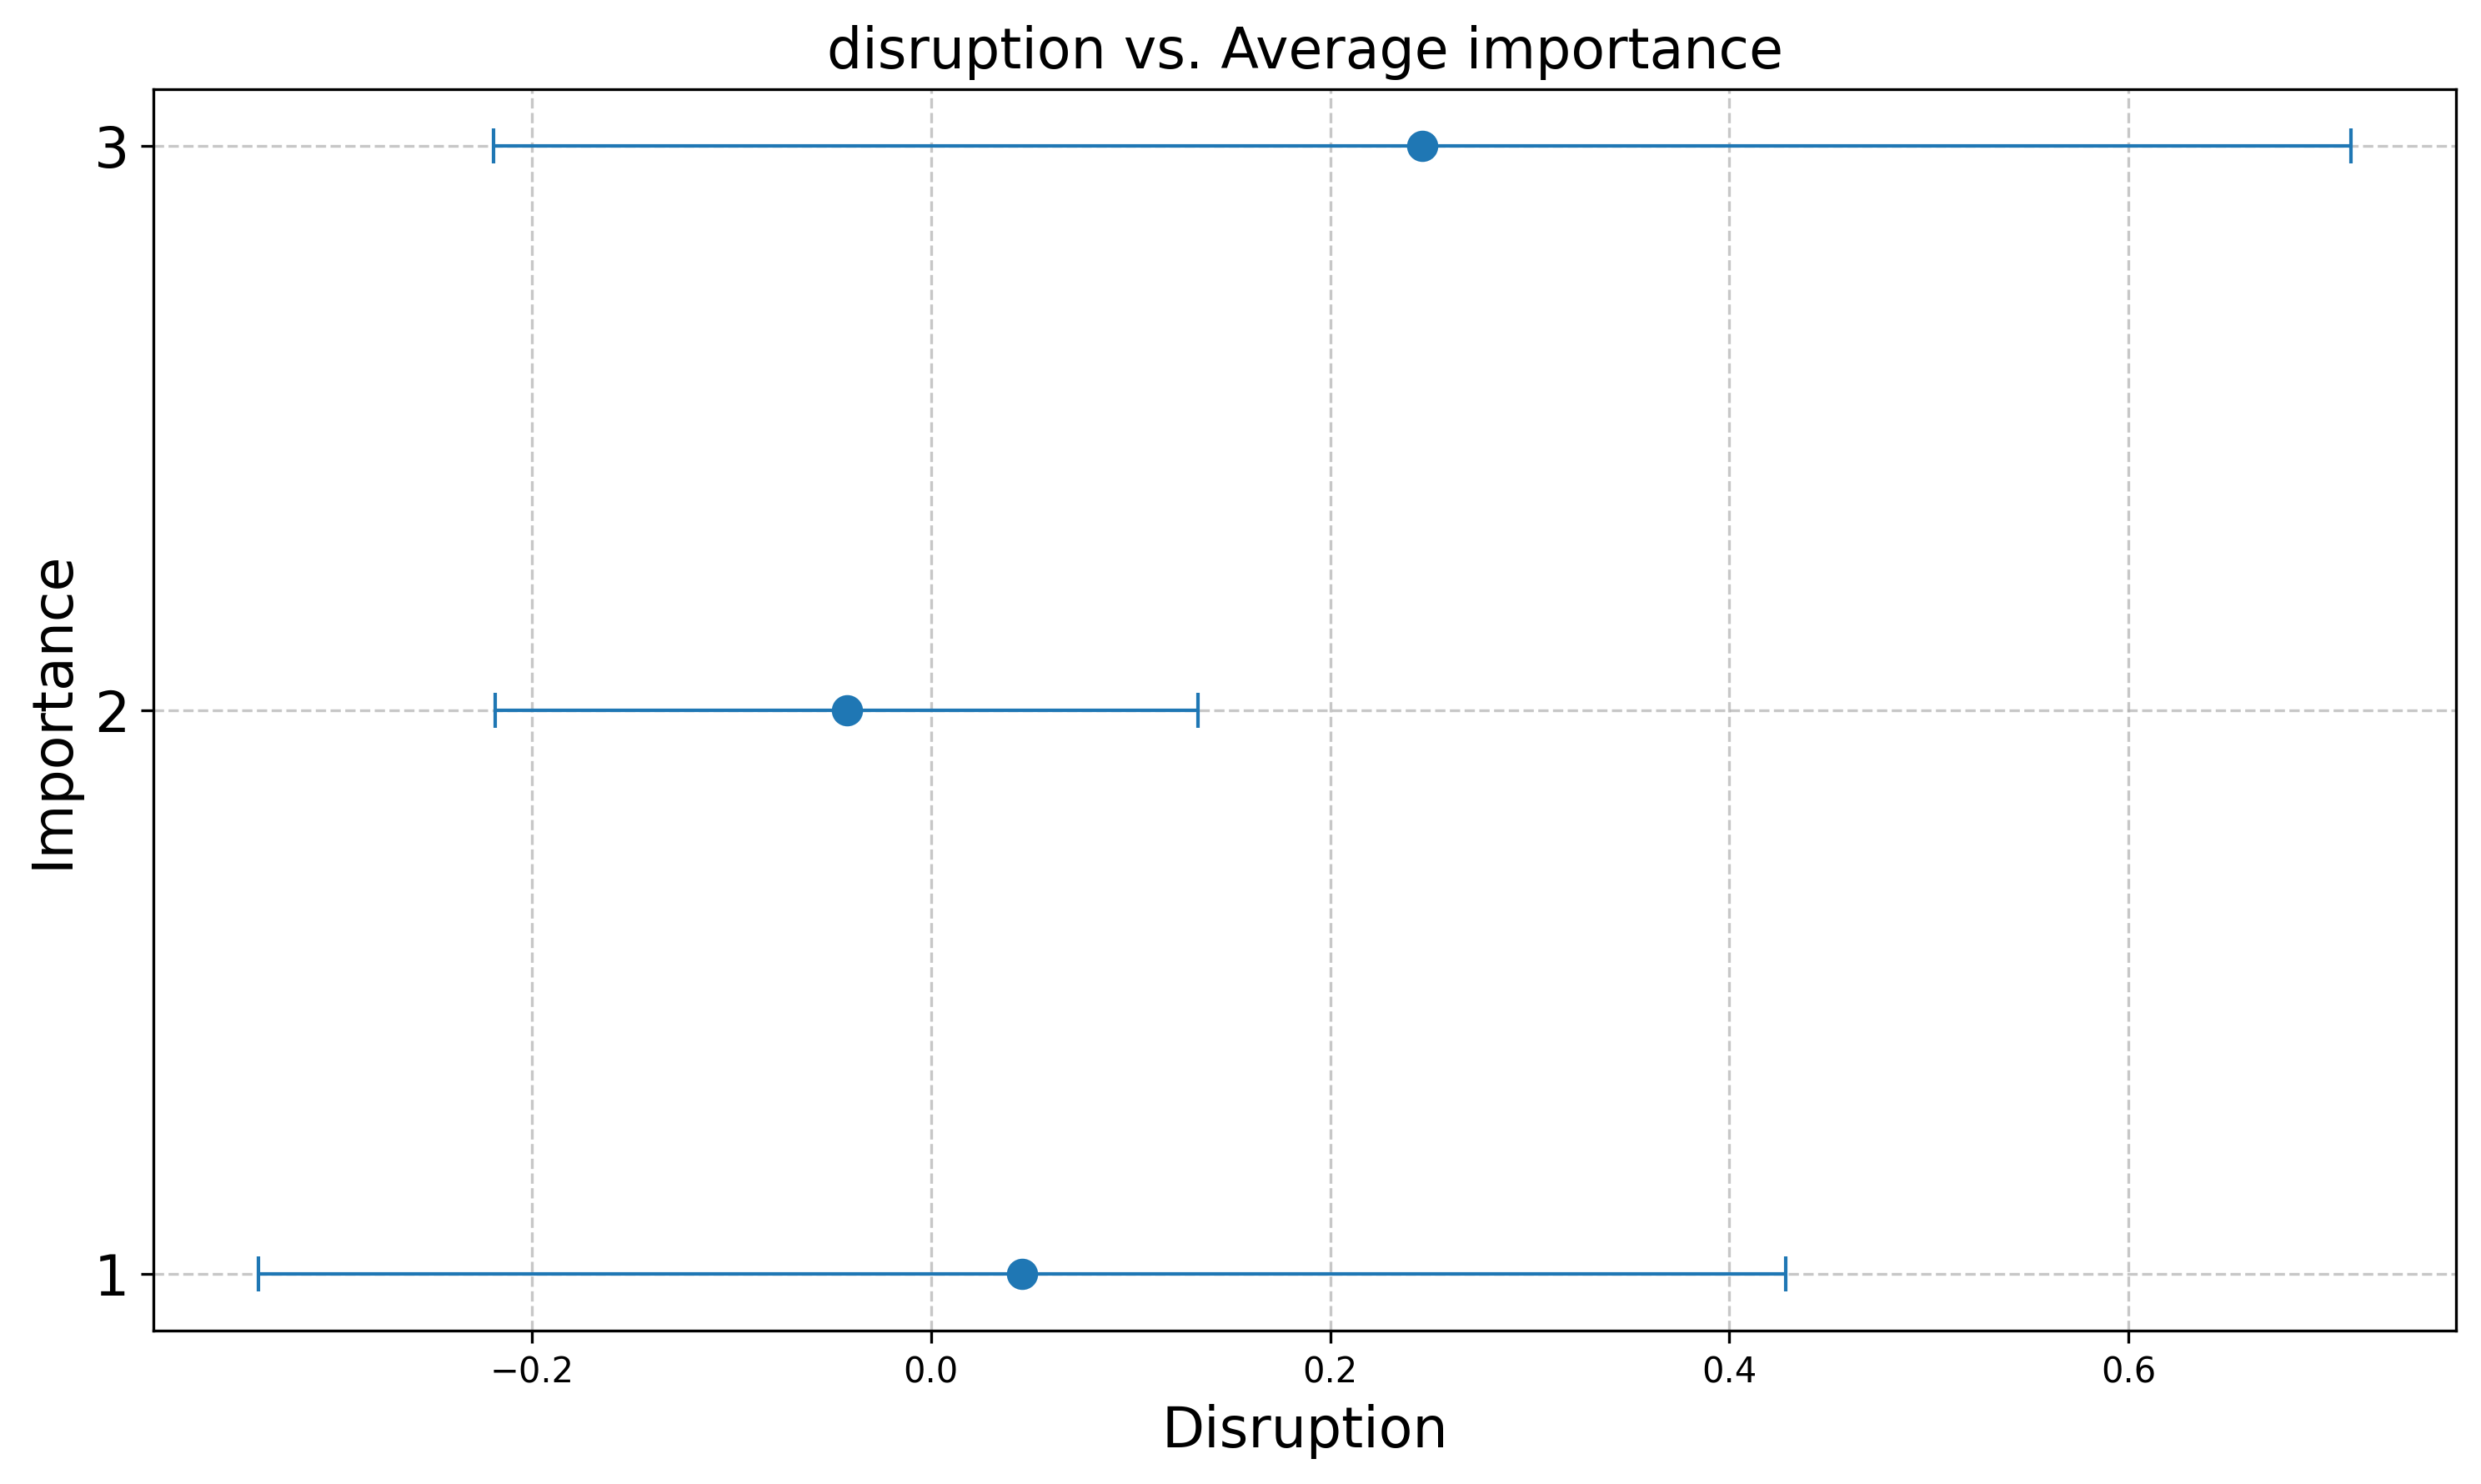 disruption vs. Average importance
3
2
1
Importance
−0.2 0.0 0.2 0.4 0.6
Disruption